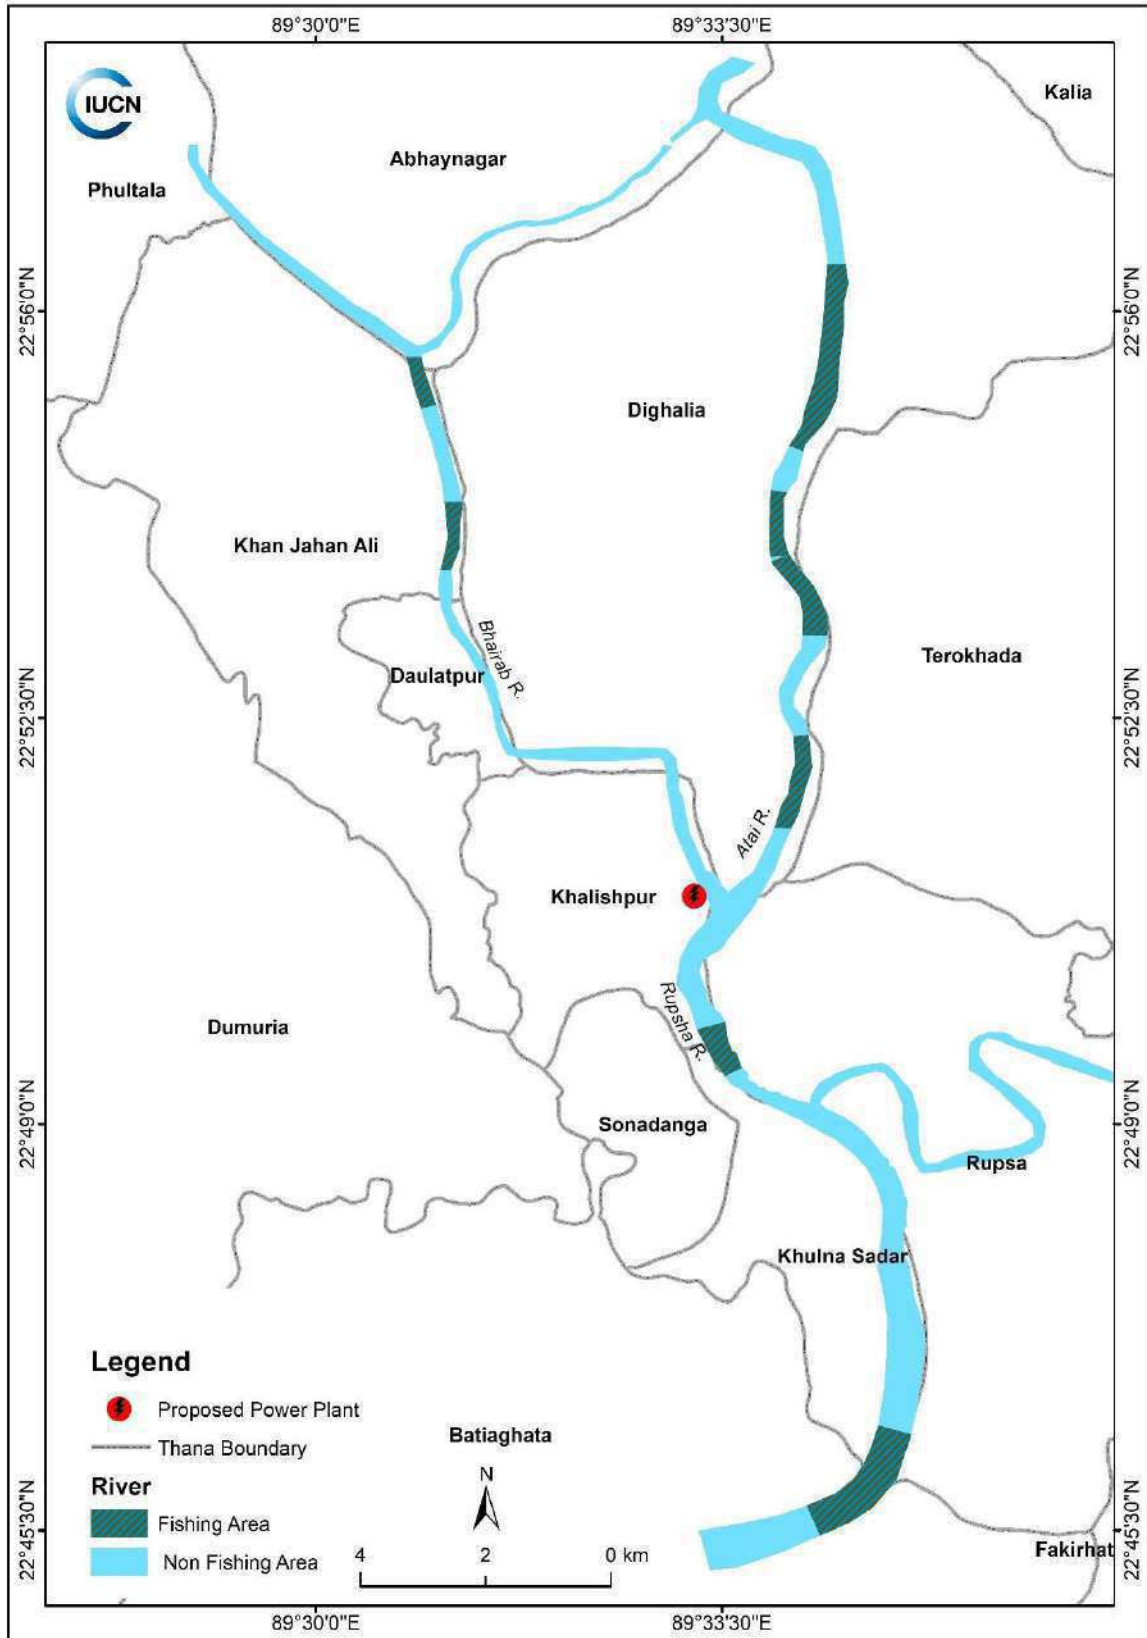 89°30'0"E
89°33'30"E
IUCN
Kalia
Abhaynagar
Phultala
22°56'0"N
22°56'0"N
Dighalia
Khan Jahan Ali
Bhairab R.
Terokhada
Daulatpur
22°52'30"N
22°52'30"N
Atai R.
Khalishpur
Rupsha R.
Dumuria
22°49'0"N
22°49'0"N
Sonadanga
Rupsa
Khulna Sadar
Legend
Proposed Power Plant
Thana Boundary
River
Fishing Area
Non Fishing Area
Batiaghata
N
4 2 0 km
22°45'30"N
22°45'30"N
Fakirhat
89°30'0"E
89°33'30"E